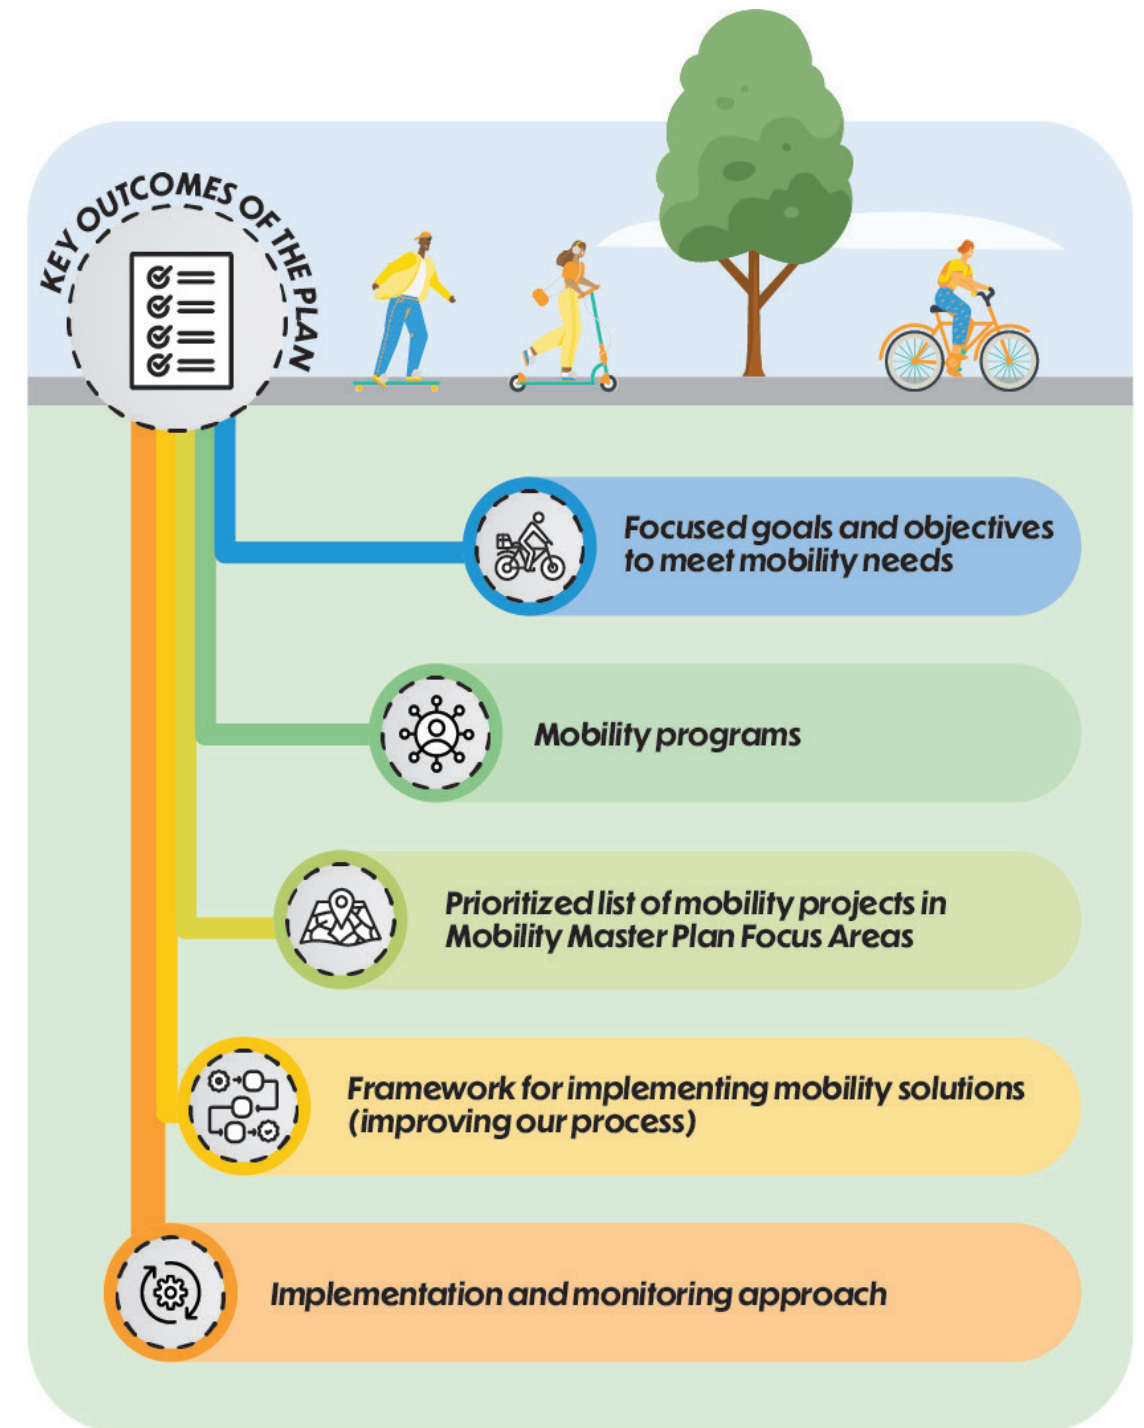 KEY OUTCOMES OF THE PLAN
Focused goals and objectives
to meet mobility needs
Mobility programs
Prioritized list of mobility projects in
Mobility Master Plan Focus Areas
Framework for implementing mobility solutions
(improving our process)
Implementation and monitoring approach